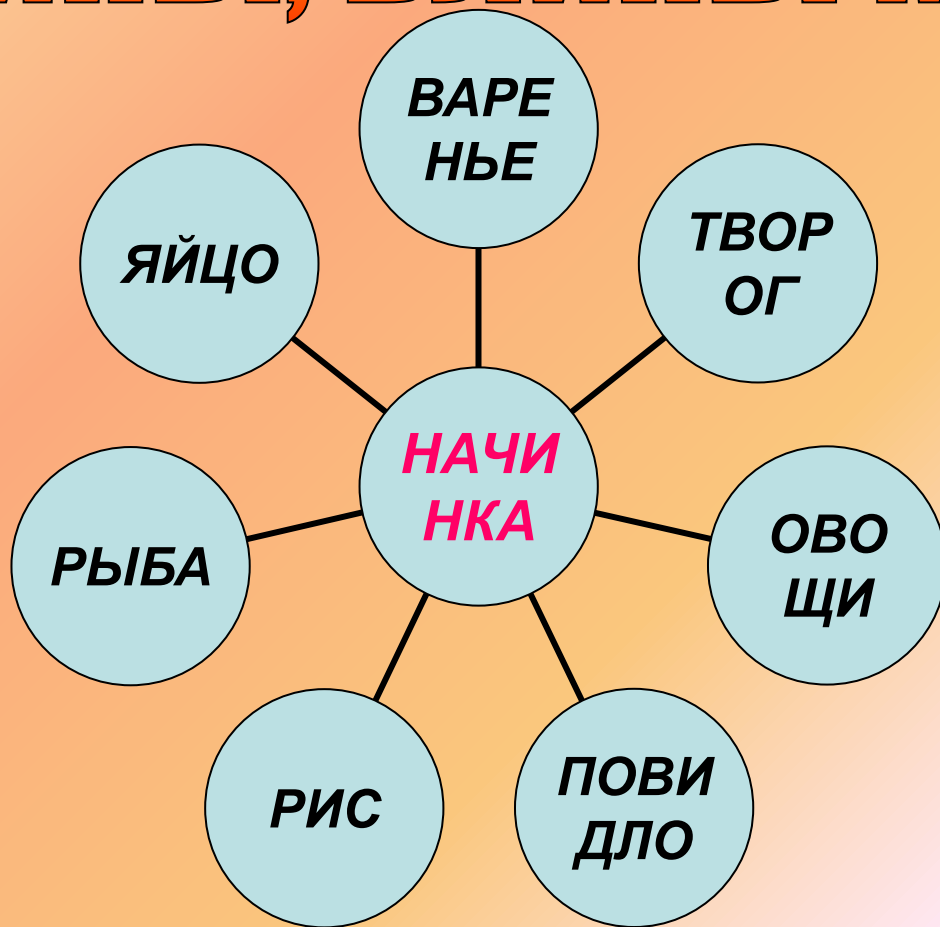 ВАРЕ
НЬЕ
ТВОР
ОГ
ОВО
ЩИ
ПОВИ
ДЛО
РИС
РЫБА
ЯЙЦО
НАЧИ
НКА